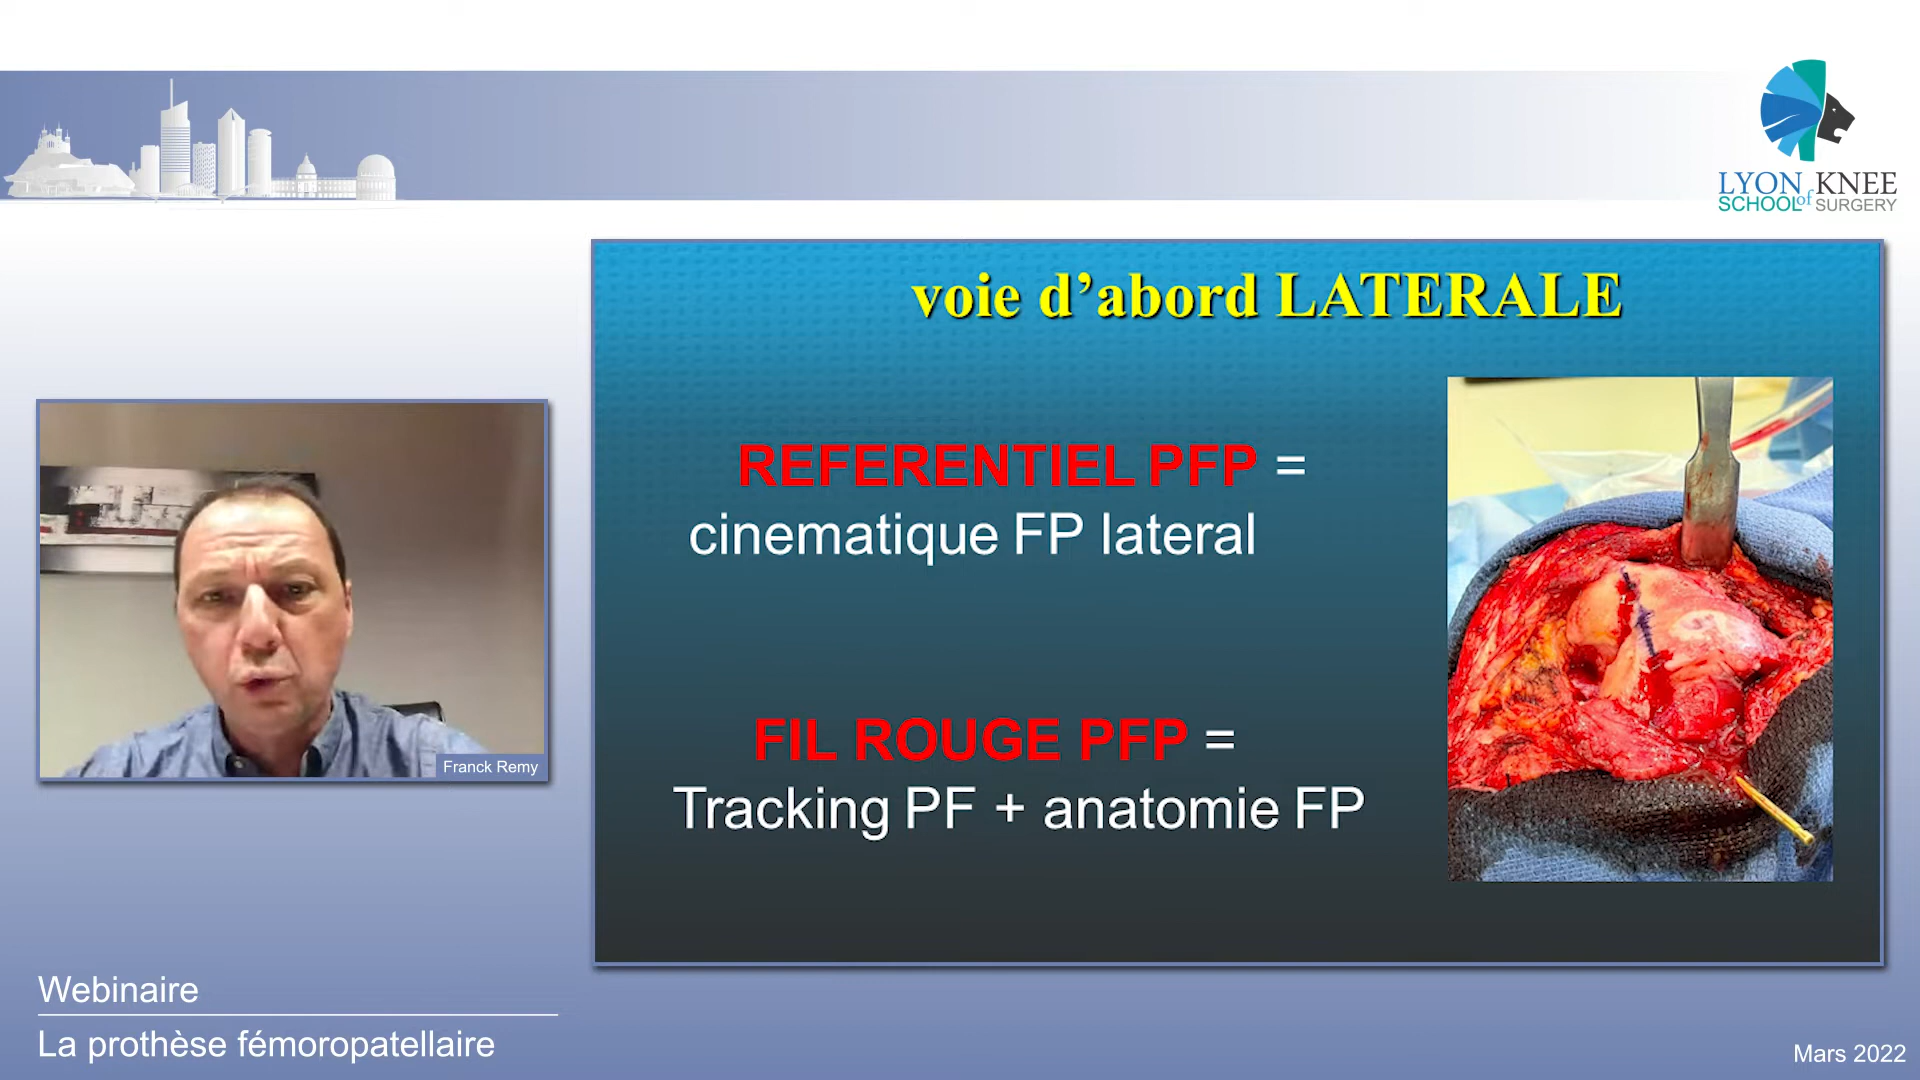 LYON of KNEE
SCHOOL SURGERY
voie d’abord LATERALE
REFERENTIEL PFP =
cinematique FP lateral
FIL ROUGE PFP =
Tracking PF + anatomie FP
Franck Remy
Webinaire
La prothèse fémoropatellaire
Mars 2022